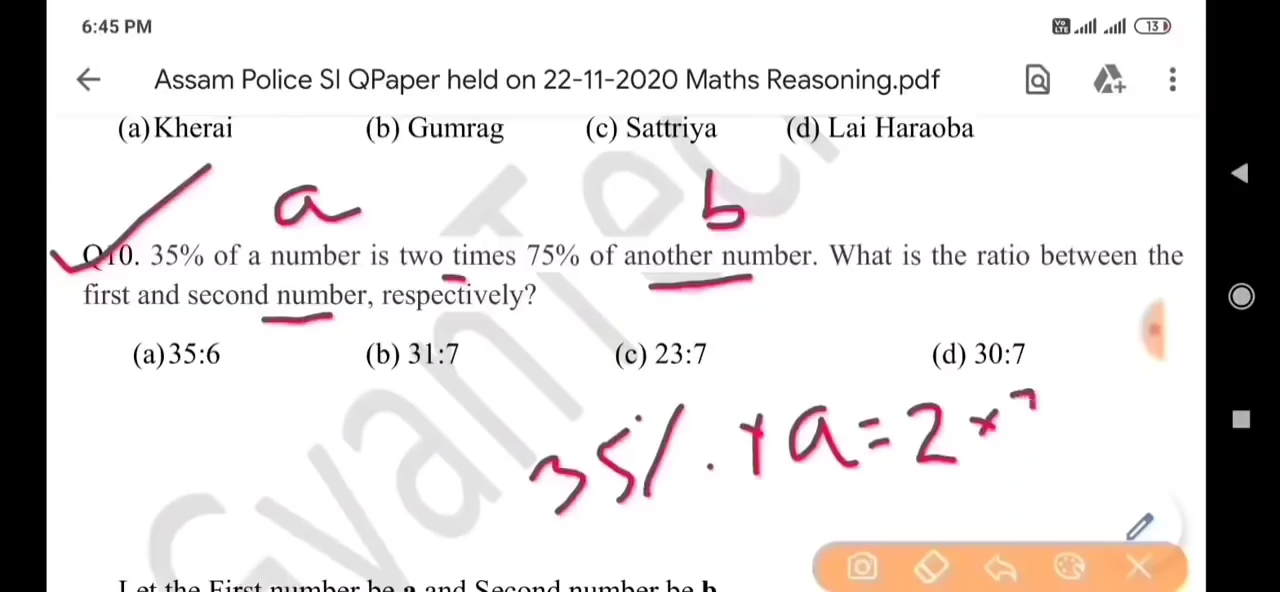 6:45 PM
Vo LTE 13
Assam Police SI QPaper held on 22-11-2020 Maths Reasoning.pdf
(a) Kherai (b) Gumrag (c) Sattriya (d) Lai Haraoba
a b
Q10. 35% of a number is two times 75% of another number. What is the ratio between the
first and second number, respectively?
(a) 35:6 (b) 31:7 (c) 23:7 (d) 30:7
35% × a = 2 × 7
Let the First number be a and Second number be b